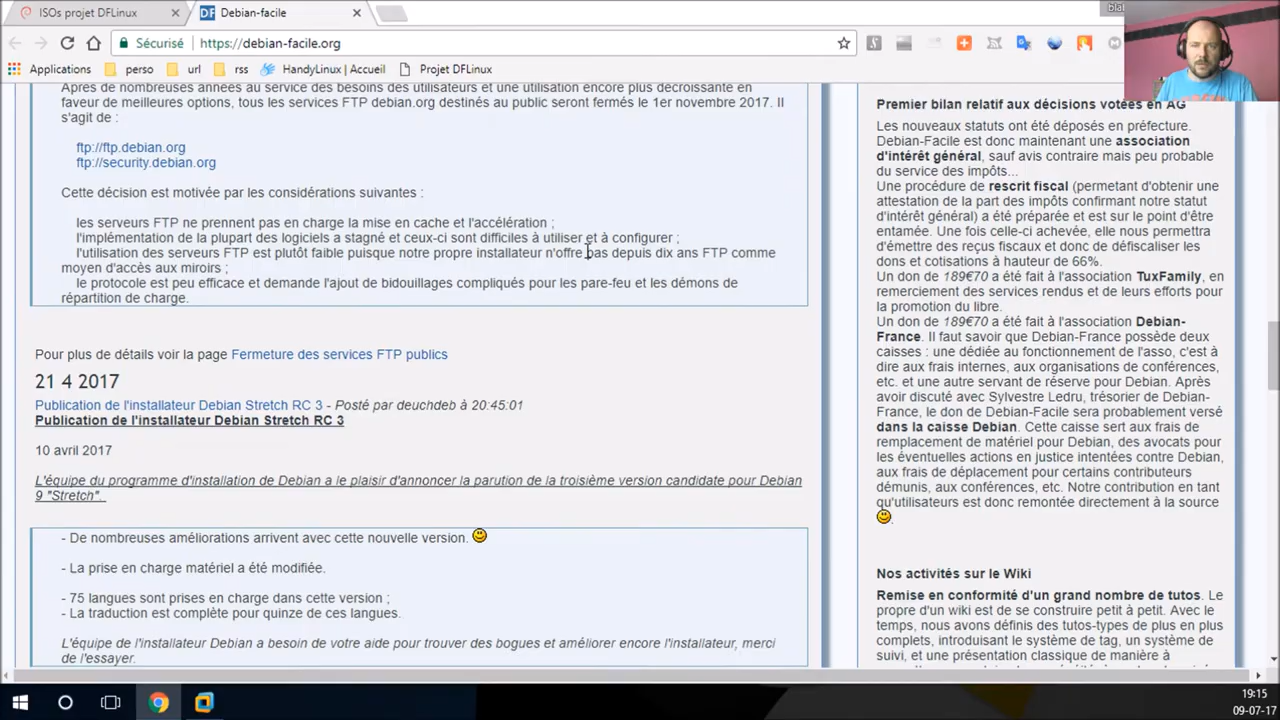 ISOs projet DFLinux
DF Debian-facile
Sécurisé
https://debian-facile.org
Applications
perso
url
rss
HandyLinux | Accueil
Projet DFLinux
Après de nombreuses années au service des besoins des utilisateurs et une utilisation encore plus décroissante en
faveur de meilleures options, tous les services FTP debian.org destinés au public seront fermés le 1er novembre 2017. Il
s'agit de :
ftp://ftp.debian.org
ftp://security.debian.org
Cette décision est motivée par les considérations suivantes :
les serveurs FTP ne prennent pas en charge la mise en cache et l'accélération ;
l'implémentation de la plupart des logiciels a stagné et ceux-ci sont difficiles à utiliser et à configurer ;
l'utilisation des serveurs FTP est plutôt faible puisque notre propre installateur n'offre pas depuis dix ans FTP comme
moyen d'accès aux miroirs ;
le protocole est peu efficace et demande l'ajout de bidouillages compliqués pour les pare-feu et les démons de
répartition de charge.
Pour plus de détails voir la page Fermeture des services FTP publics
21 4 2017
Publication de l'installateur Debian Stretch RC 3 - Posté par deuchdeb à 20:45:01
Publication de l'installateur Debian Stretch RC 3
10 avril 2017
L'équipe du programme d'installation de Debian a le plaisir d'annoncer la parution de la troisième version candidate pour Debian
9 "Stretch".
- De nombreuses améliorations arrivent avec cette nouvelle version.
- La prise en charge matériel a été modifiée.
- 75 langues sont prises en charge dans cette version ;
- La traduction est complète pour quinze de ces langues.
L'équipe de l'installateur Debian a besoin de votre aide pour trouver des bogues et améliorer encore l'installateur, merci
de l'essayer.
Premier bilan relatif aux décisions votées en AG
Les nouveaux statuts ont été déposés en préfecture.
Debian-Facile est donc maintenant une association
d'intérêt général, sauf avis contraire mais peu probable
du service des impôts...
Une procédure de rescrit fiscal (permettant d'obtenir une
attestation de la part des impôts confirmant notre statut
d'intérêt général) a été préparée et est sur le point d'être
entamée. Une fois celle-ci achevée, elle nous permettra
d'émettre des reçus fiscaux et donc de défiscaliser les
dons et cotisations à hauteur de 66%.
Un don de 189€70 a été fait à l'association TuxFamily, en
remerciement des services rendus et de leurs efforts pour
la promotion du libre.
Un don de 189€70 a été fait à l'association Debian-
France. Il faut savoir que Debian-France possède deux
caisses : une dédiée au fonctionnement de l'asso, c'est à
dire aux frais internes, aux organisations de conférences,
etc. et une autre servant de réserve pour Debian. Après
avoir discuté avec Sylvestre Ledru, trésorier de Debian-
France, le don de Debian-Facile sera probablement versé
dans la caisse Debian. Cette caisse sert aux frais de
remplacement de matériel pour Debian, des avocats pour
les éventuelles actions en justice intentées contre Debian,
aux frais de déplacement pour certains contributeurs
démunis, aux conférences, etc. Notre contribution en tant
qu'utilisateurs est donc remontée directement à la source
.
Nos activités sur le Wiki
Remise en conformité d'un grand nombre de tutos. Le
propre d'un wiki est de se construire petit à petit. Avec le
temps, nous avons définis des tutos-types de plus en plus
complets, introduisant le système de tag, un système de
suivi, et une présentation classique de manière à
19:15
09-07-17